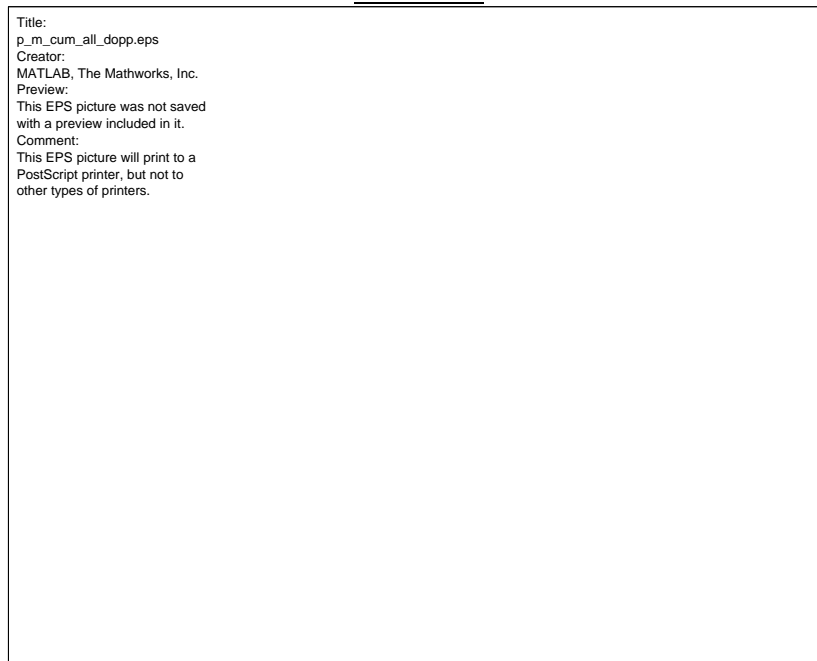 Title:
p_m_cum_all_dopp.eps
Creator:
MATLAB, The Mathworks, Inc.
Preview:
This EPS picture was not saved
with a preview included in it.
Comment:
This EPS picture will print to a
PostScript printer, but not to
other types of printers.